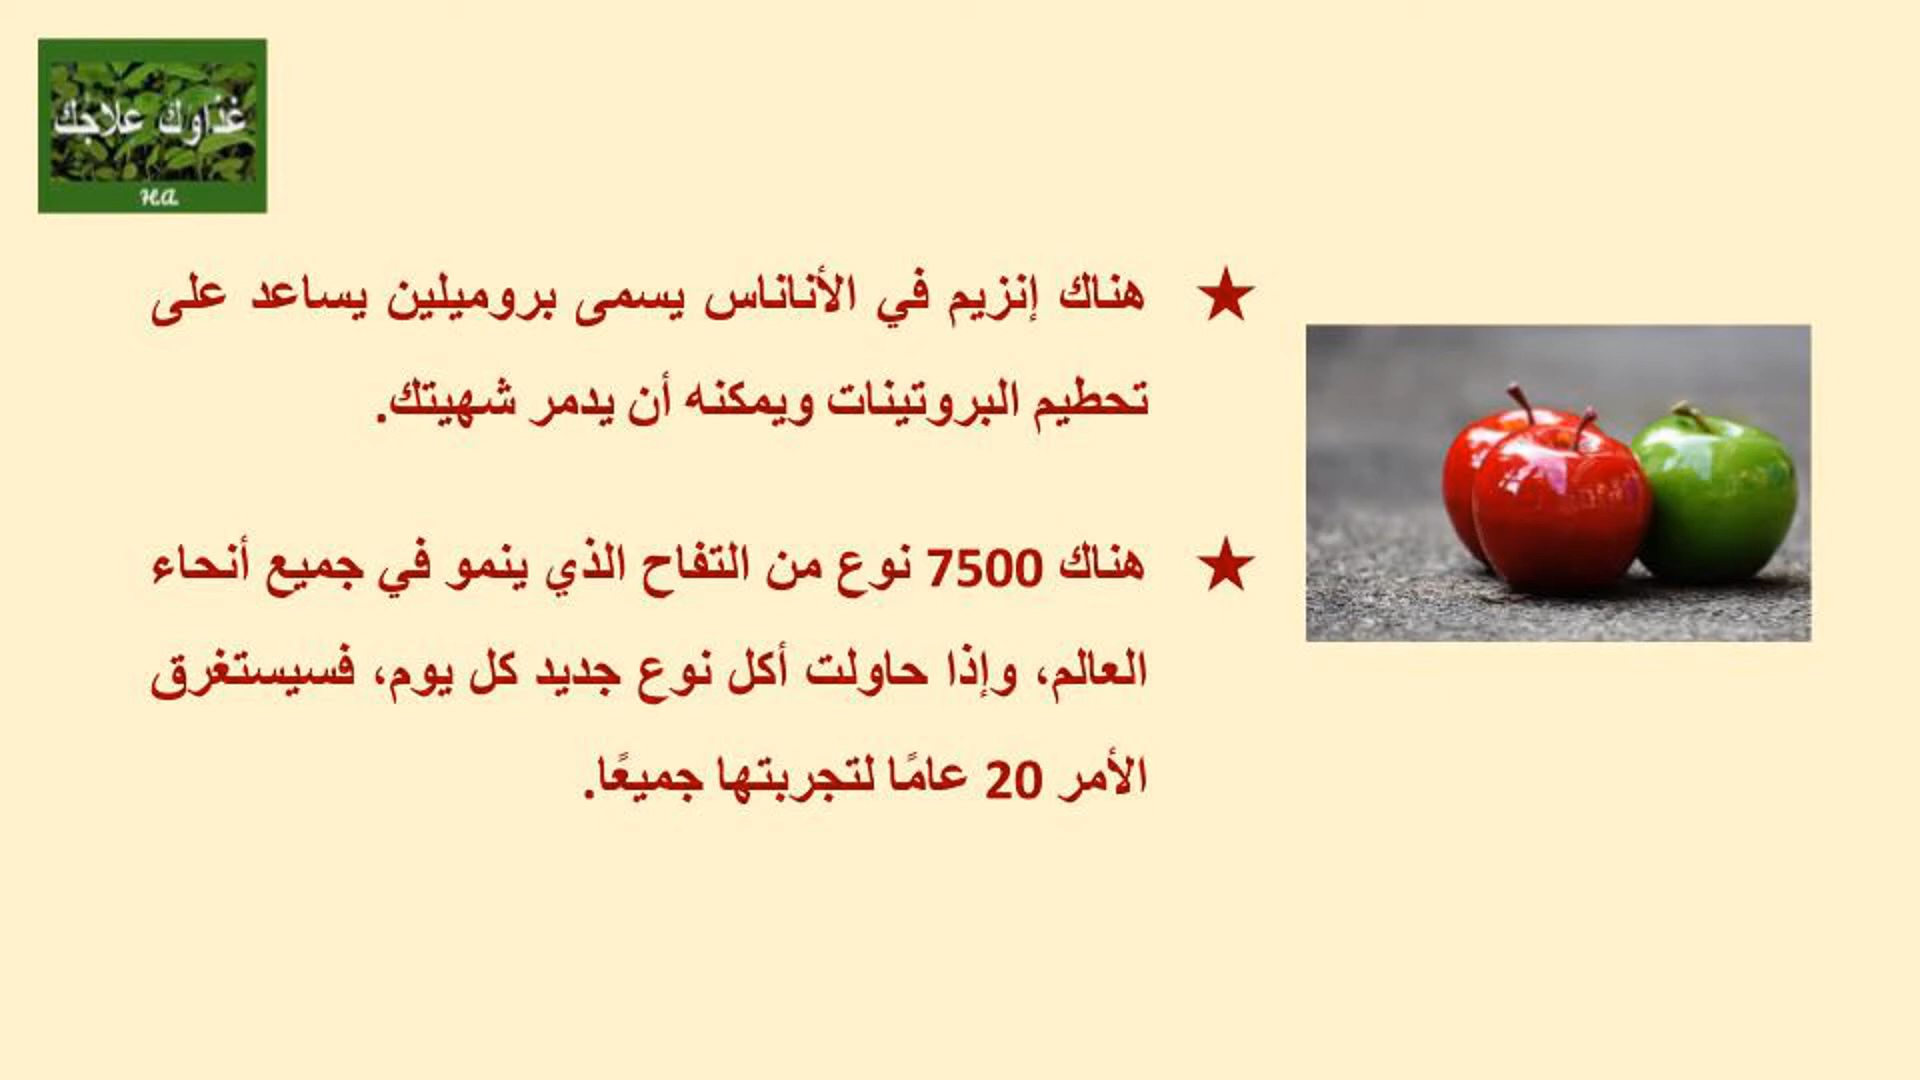 غذاوك علاجك
HA
هناك إنزيم في الأناناس يسمى بروميلين يساعد على
تحطيم البروتينات ويمكنه أن يدمر شهيتك.
هناك 7500 نوع من التفاح الذي ينمو في جميع أنحاء
العالم، وإذا حاولت أكل نوع جديد كل يوم، فسيستغرق
الأمر 20 عامًا لتجربتها جميعًا.